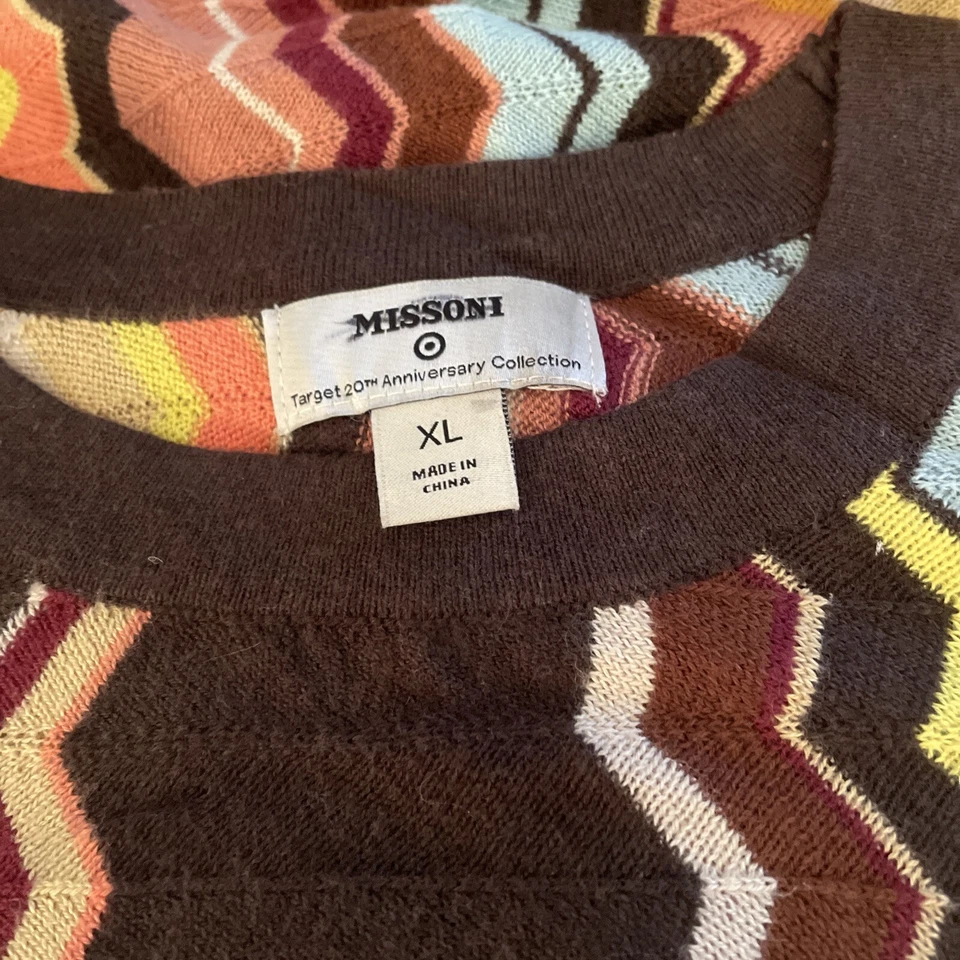 MISSONI
Target 20TH Anniversary Collection
XL
MADE IN
CHINA